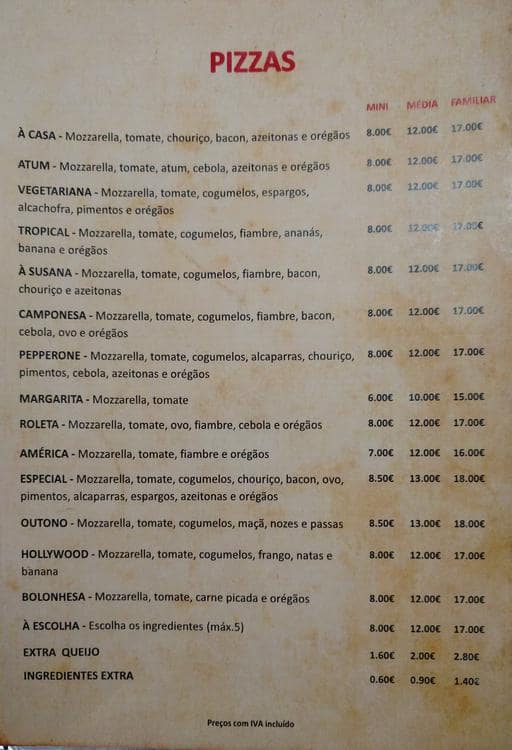 PIZZAS
MINI MÉDIA FAMILIAR
À CASA - Mozzarella, tomate, chouriço, bacon, azeitonas e orégãos 8.00€ 12.00€ 17.00€
ATUM - Mozzarella, tomate, atum, cebola, azeitonas e orégãos 8.00€ 12.00€ 17.00€
VEGETARIANA - Mozzarella, tomate, cogumelos, espargos, 8.00€ 12.00€ 17.00€
alcachofra, pimentos e orégãos
TROPICAL - Mozzarella, tomate, cogumelos, fiambre, ananás, 8.00€ 12.00€ 17.00€
banana e orégãos
À SUSANA - Mozzarella, tomate, cogumelos, fiambre, bacon, 8.00€ 12.00€ 17.00€
chouriço e azeitonas
CAMPONESA - Mozzarella, tomate, cogumelos, fiambre, bacon, 8.00€ 12.00€ 17.00€
cebola, ovo e orégãos
PEPPERONE - Mozzarella, tomate, cogumelos, alcaparras, chouriço, 8.00€ 12.00€ 17.00€
pimentos, cebola, azeitonas e orégãos
MARGARITA - Mozzarella, tomate 6.00€ 10.00€ 15.00€
ROLETA - Mozzarella, tomate, ovo, fiambre, cebola e orégãos 8.00€ 12.00€ 17.00€
AMÉRICA - Mozzarella, tomate, fiambre e orégãos 7.00€ 12.00€ 16.00€
ESPECIAL - Mozzarella, tomate, cogumelos, chouriço, bacon, ovo, 8.50€ 13.00€ 18.00€
pimentos, alcaparras, espargos, azeitonas e orégãos
OUTONO - Mozzarella, tomate, cogumelos, maçã, nozes e passas 8.50€ 13.00€ 18.00€
HOLLYWOOD - Mozzarella, tomate, cogumelos, frango, natas e 8.00€ 12.00€ 17.00€
banana
BOLONHESA - Mozzarella, tomate, carne picada e orégãos 8.00€ 12.00€ 17.00€
À ESCOLHA - Escolha os ingredientes (máx.5) 8.00€ 12.00€ 17.00€
EXTRA QUEIJO 1.60€ 2.00€ 2.80€
INGREDIENTES EXTRA 0.60€ 0.90€ 1.40€
Preços com IVA incluído